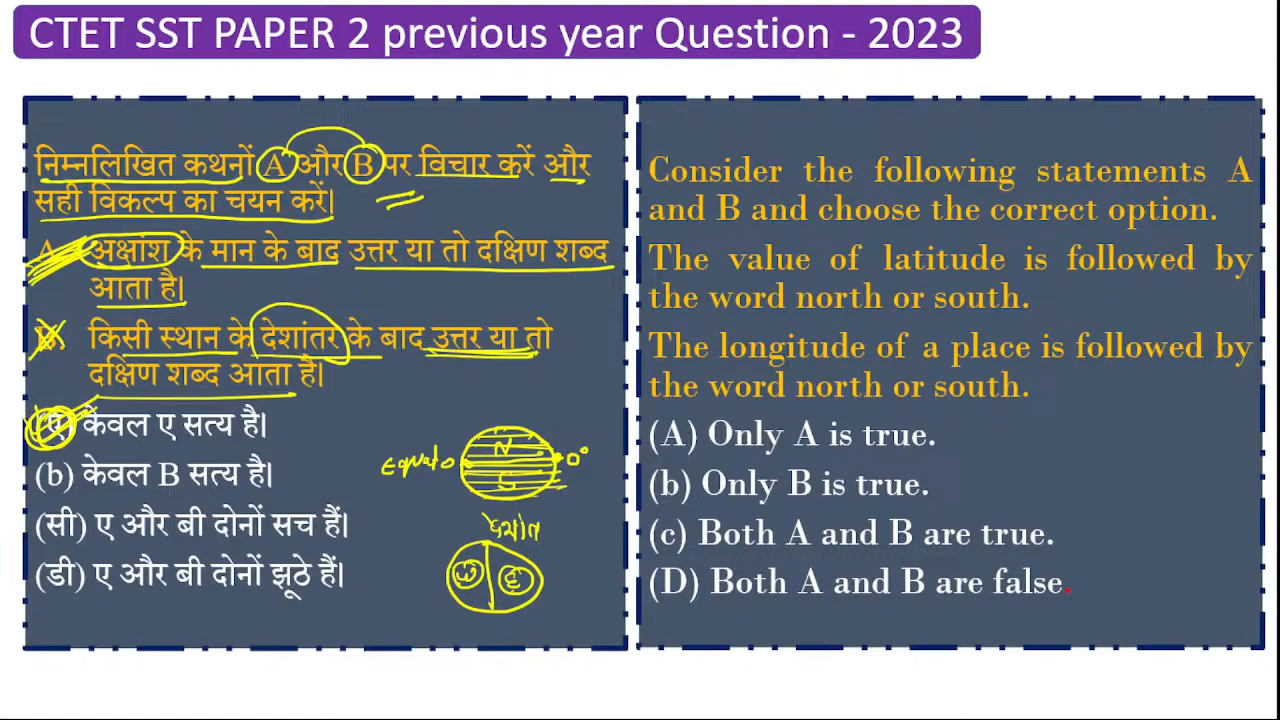 CTET SST PAPER 2 previous year Question - 2023
निम्नलिखित कथनों A और B पर विचार करें और
सही विकल्प का चयन करें।
A. अक्षांश के मान के बाद उत्तर या तो दक्षिण शब्द
आता है।
B. किसी स्थान के देशांतर के बाद उत्तर या तो
दक्षिण शब्द आता है।
(ए) केवल ए सत्य है।
(b) केवल B सत्य है।
(सी) ए और बी दोनों सच हैं।
(डी) ए और बी दोनों झूठे हैं।
N
0°
S
W
E
Consider the following statements A
and B and choose the correct option.
The value of latitude is followed by
the word north or south.
The longitude of a place is followed by
the word north or south.
(A) Only A is true.
(b) Only B is true.
(c) Both A and B are true.
(D) Both A and B are false.